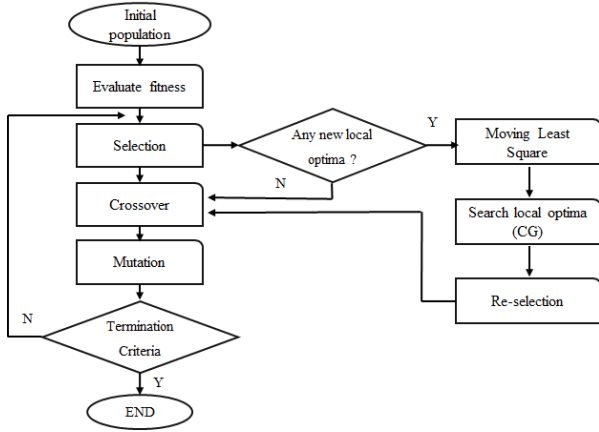 Initial
population
Evaluate fitness
Selection
Any new local
optima ?
Y
Moving Least
Square
N
Crossover
Search local optima
(CG)
Mutation
Re-selection
N
Termination
Criteria
Y
END